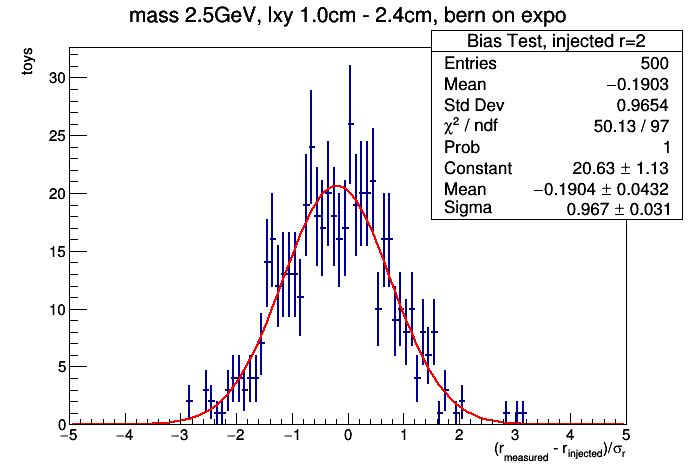 mass 2.5GeV, lxy 1.0cm - 2.4cm, bern on expo
toys
Bias Test, injected r=2
Entries 500
Mean −0.1903
Std Dev 0.9654
χ² / ndf 50.13 / 97
Prob 1
Constant 20.63 ± 1.13
Mean −0.1904 ± 0.0432
Sigma 0.967 ± 0.031
30
25
20
15
10
5
0
−5 −4 −3 −2 −1 0 1 2 3 4 5
(r_measured - r_injected)/σ_r